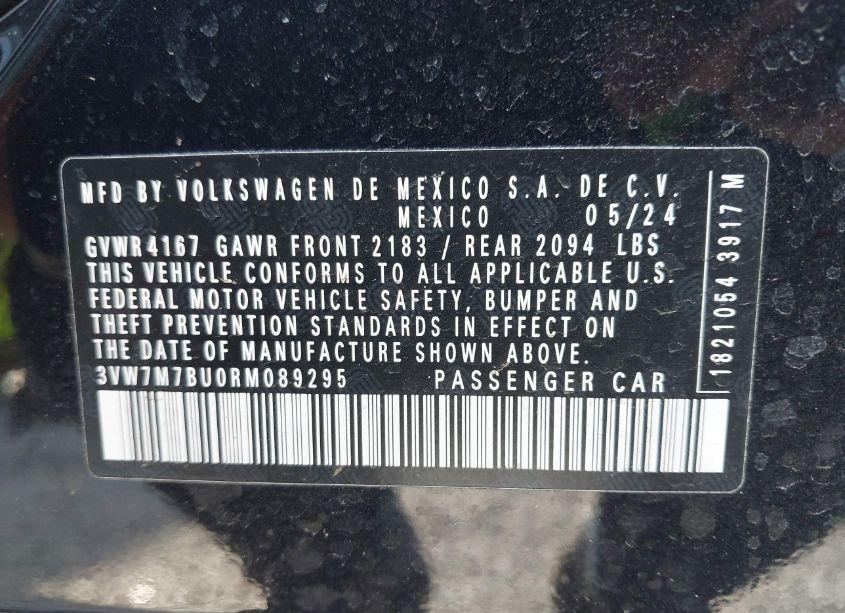 MFD BY VOLKSWAGEN DE MEXICO S.A. DE C.V.
MEXICO 05/24
GVWR 4167 GAWR FRONT 2183 / REAR 2094 LBS
THIS VEHICLE CONFORMS TO ALL APPLICABLE U.S.
FEDERAL MOTOR VEHICLE SAFETY, BUMPER AND
THEFT PREVENTION STANDARDS IN EFFECT ON
THE DATE OF MANUFACTURE SHOWN ABOVE.
3VW7M7BU0RM089295 PASSENGER CAR
1821054 3917 M